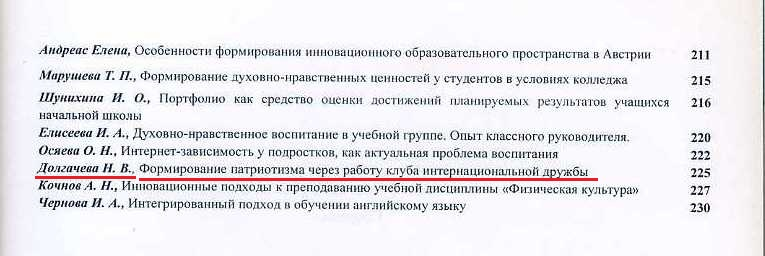 Андреас Елена, Особенности формирования инновационного образовательного пространства в Австрии 211
Марушева Т. П., Формирование духовно-нравственных ценностей у студентов в условиях колледжа 215
Шунихина И. О., Портфолио как средство оценки достижений планируемых результатов учащихся 216
начальной школы
Елисеева И. А., Духовно-нравственное воспитание в учебной группе. Опыт классного руководителя. 220
Осяева О. Н., Интернет-зависимость у подростков, как актуальная проблема воспитания 222
Долгачева Н. В., Формирование патриотизма через работу клуба интернациональной дружбы 225
Кочнов А. Н., Инновационные подходы к преподаванию учебной дисциплины «Физическая культура» 227
Чернова И. А., Интегрированный подход в обучении английскому языку 230